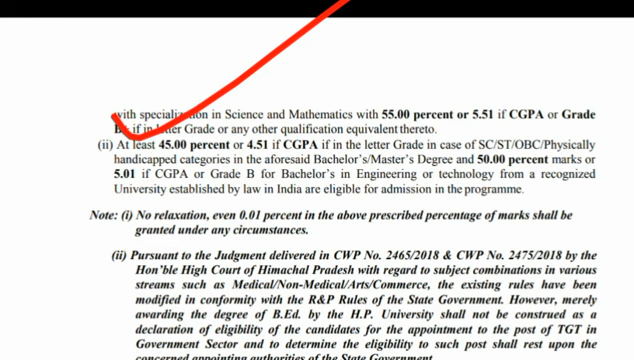 with specialization in Science and Mathematics with 55.00 percent or 5.51 if CGPA or Grade
if in letter Grade or any other qualification equivalent thereto.
(ii) At least 45.00 percent or 4.51 if CGPA if in the letter Grade in case of SC/ST/OBC/Physically
handicapped categories in the aforesaid Bachelor's/Master's Degree and 50.00 percent marks or
5.01 if CGPA or Grade B for Bachelor's in Engineering or technology from a recognized
University established by law in India are eligible for admission in the programme.
Note: (i) No relaxation, even 0.01 percent in the above prescribed percentage of marks shall be
granted under any circumstances.
(ii) Pursuant to the Judgment delivered in CWP No. 2465/2018 & CWP No. 2475/2018 by the
Hon'ble High Court of Himachal Pradesh with regard to subject combinations in various
streams such as Medical/Non-Medical/Arts/Commerce, the existing rules have been
modified in conformity with the R&P Rules of the State Government. However, merely
awarding the degree of B.Ed. by the H.P. University shall not be construed as a
declaration of eligibility of the candidates for the appointment to the post of TGT in
Government Sector and to determine the eligibility to such post shall rest upon the
concerned appointing authorities of the State Government.